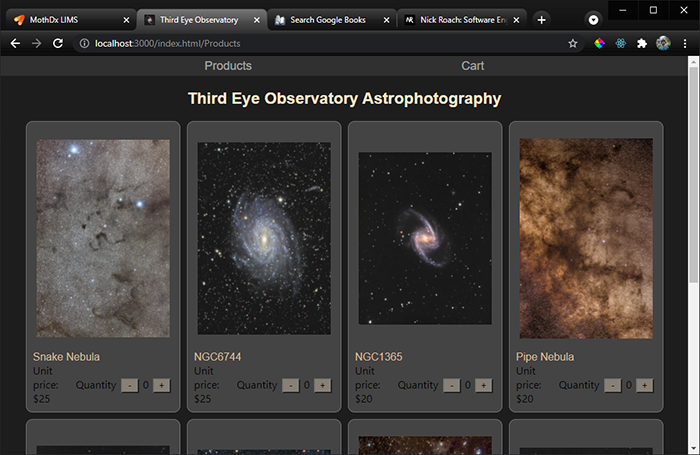 MothDx LIMS
Third Eye Observatory
Search Google Books
Nick Roach: Software En
localhost:3000/index.html/Products
Products
Cart
Third Eye Observatory Astrophotography
Snake Nebula
Unit
price:
$25
Quantity - 0 +
NGC6744
Unit
price:
$25
Quantity - 0 +
NGC1365
Unit
price:
$20
Quantity - 0 +
Pipe Nebula
Unit
price:
$20
Quantity - 0 +